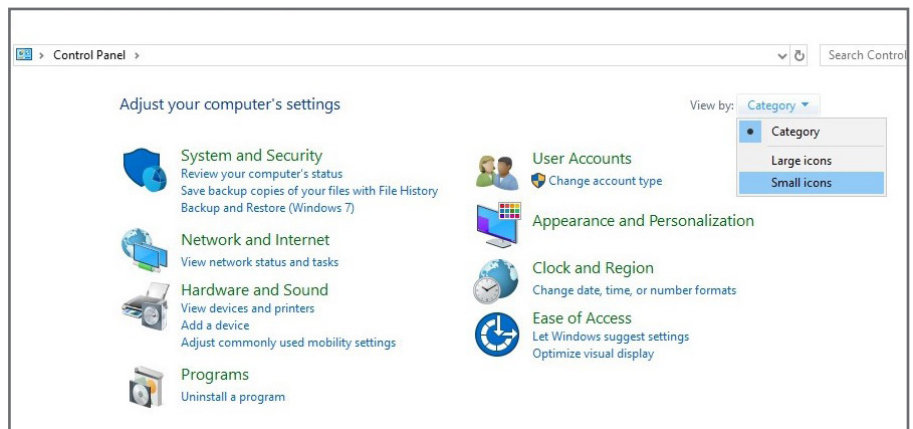 Control Panel
Search Control
Adjust your computer's settings
View by: Category
Category
Large icons
Small icons
System and Security
Review your computer's status
Save backup copies of your files with File History
Backup and Restore (Windows 7)
Network and Internet
View network status and tasks
Hardware and Sound
View devices and printers
Add a device
Adjust commonly used mobility settings
Programs
Uninstall a program
User Accounts
Change account type
Appearance and Personalization
Clock and Region
Change date, time, or number formats
Ease of Access
Let Windows suggest settings
Optimize visual display